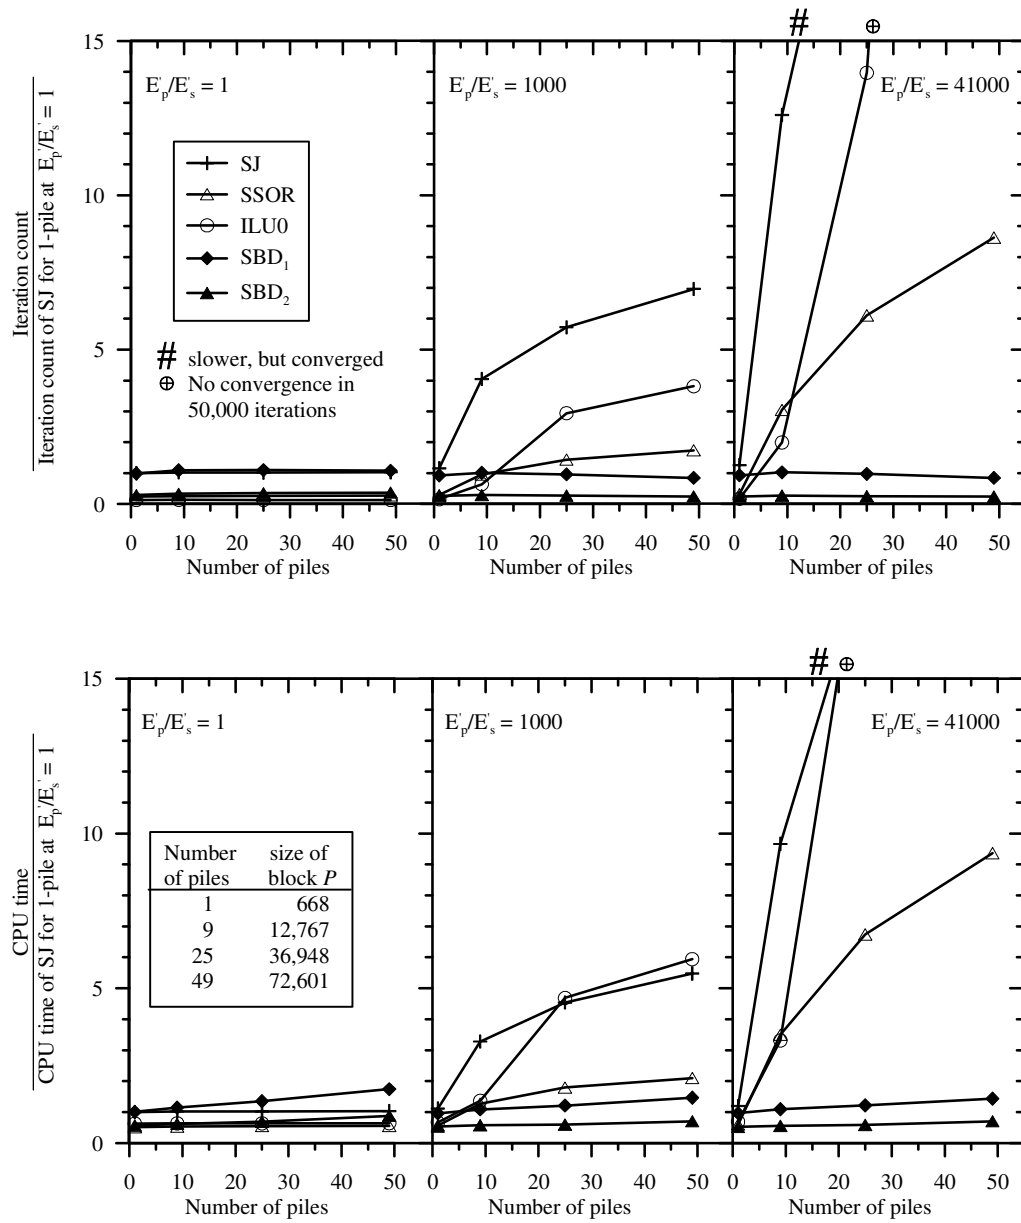 #
⊕
15
10
5
0
Iteration count
Iteration count of SJ for 1-pile at E'p/E's = 1
E'p/E's = 1
E'p/E's = 1000
E'p/E's = 41000
SJ
SSOR
ILU0
SBD1
SBD2
# slower, but converged
⊕ No convergence in
50,000 iterations
0 10 20 30 40 50
0 10 20 30 40 50
0 10 20 30 40 50
Number of piles
Number of piles
Number of piles
#
⊕
15
10
5
0
CPU time
CPU time of SJ for 1-pile at E'p/E's = 1
E'p/E's = 1
E'p/E's = 1000
E'p/E's = 41000
Number size of
of piles block P
1 668
9 12,767
25 36,948
49 72,601
0 10 20 30 40 50
0 10 20 30 40 50
0 10 20 30 40 50
Number of piles
Number of piles
Number of piles